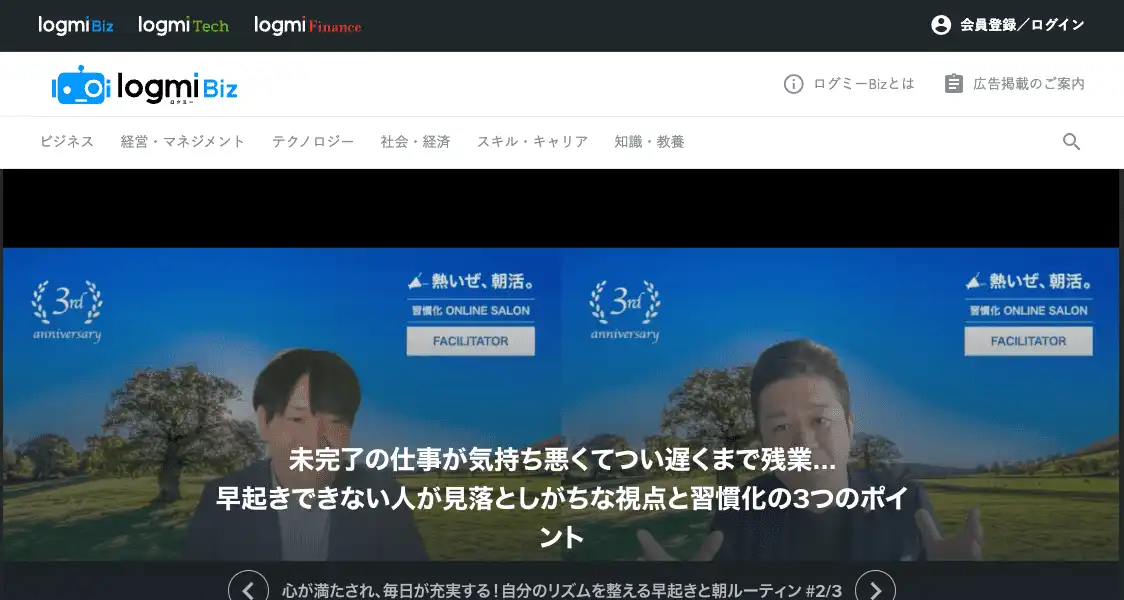 logmi Biz logmi Tech logmi Finance 会員登録／ログイン
logmi Biz ログミーBizとは 広告掲載のご案内
ログミー
ビジネス 経営・マネジメント テクノロジー 社会・経済 スキル・キャリア 知識・教養
3rd anniversary
熱いぜ、朝活。
習慣化 ONLINE SALON
FACILITATOR
3rd anniversary
熱いぜ、朝活。
習慣化 ONLINE SALON
FACILITATOR
未完了の仕事が気持ち悪くてつい遅くまで残業…
早起きできない人が見落としがちな視点と習慣化の3つのポイ
ント
心が満たされ、毎日が充実する！自分のリズムを整える早起きと朝ルーティン #2/3